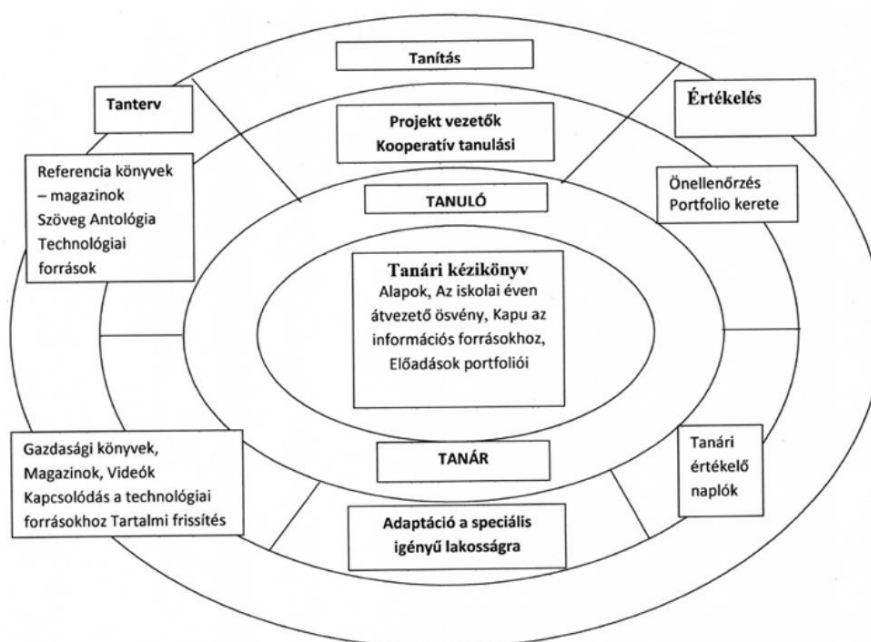 Tanítás
Tanterv
Értékelés
Projekt vezetők
Kooperatív tanulási
Referencia könyvek
– magazinok
Szöveg Antológia
Technológiai
források
Önellenőrzés
Portfolio kerete
TANULÓ
Tanári kézikönyv
Alapok, Az iskolai éven
átvezető ösvény, Kapu az
információs forrásokhoz,
Előadások portfoliói
TANÁR
Gazdasági könyvek,
Magazinok, Videók
Kapcsolódás a technológiai
forrásokhoz Tartalmi frissítés
Tanári
értékelő
naplók
Adaptáció a speciális
igényű lakosságra